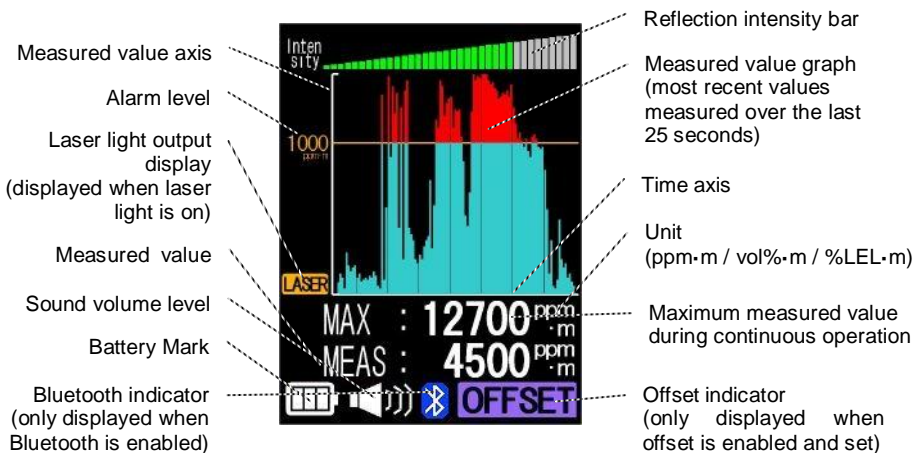 Measured value axis
Alarm level
Laser light output
display
(displayed when laser
light is on)
Measured value
Sound volume level
Battery Mark
Bluetooth indicator
(only displayed when
Bluetooth is enabled)
Inten
sity
1000
ppm·m
LASER
MAX : 12700 ppm·m
MEAS : 4500 ppm·m
OFFSET
Reflection intensity bar
Measured value graph
(most recent values
measured over the last
25 seconds)
Time axis
Unit
(ppm·m / vol%·m / %LEL·m)
Maximum measured value
during continuous operation
Offset indicator
(only displayed when
offset is enabled and set)